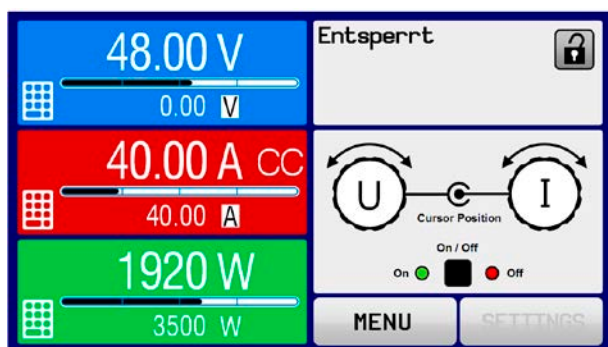 48.00 V
0.00 V
40.00 A CC
40.00 A
1920 W
3500 W
Entsperrt
U
I
Cursor Position
On / Off
On
Off
MENU
SETTINGS